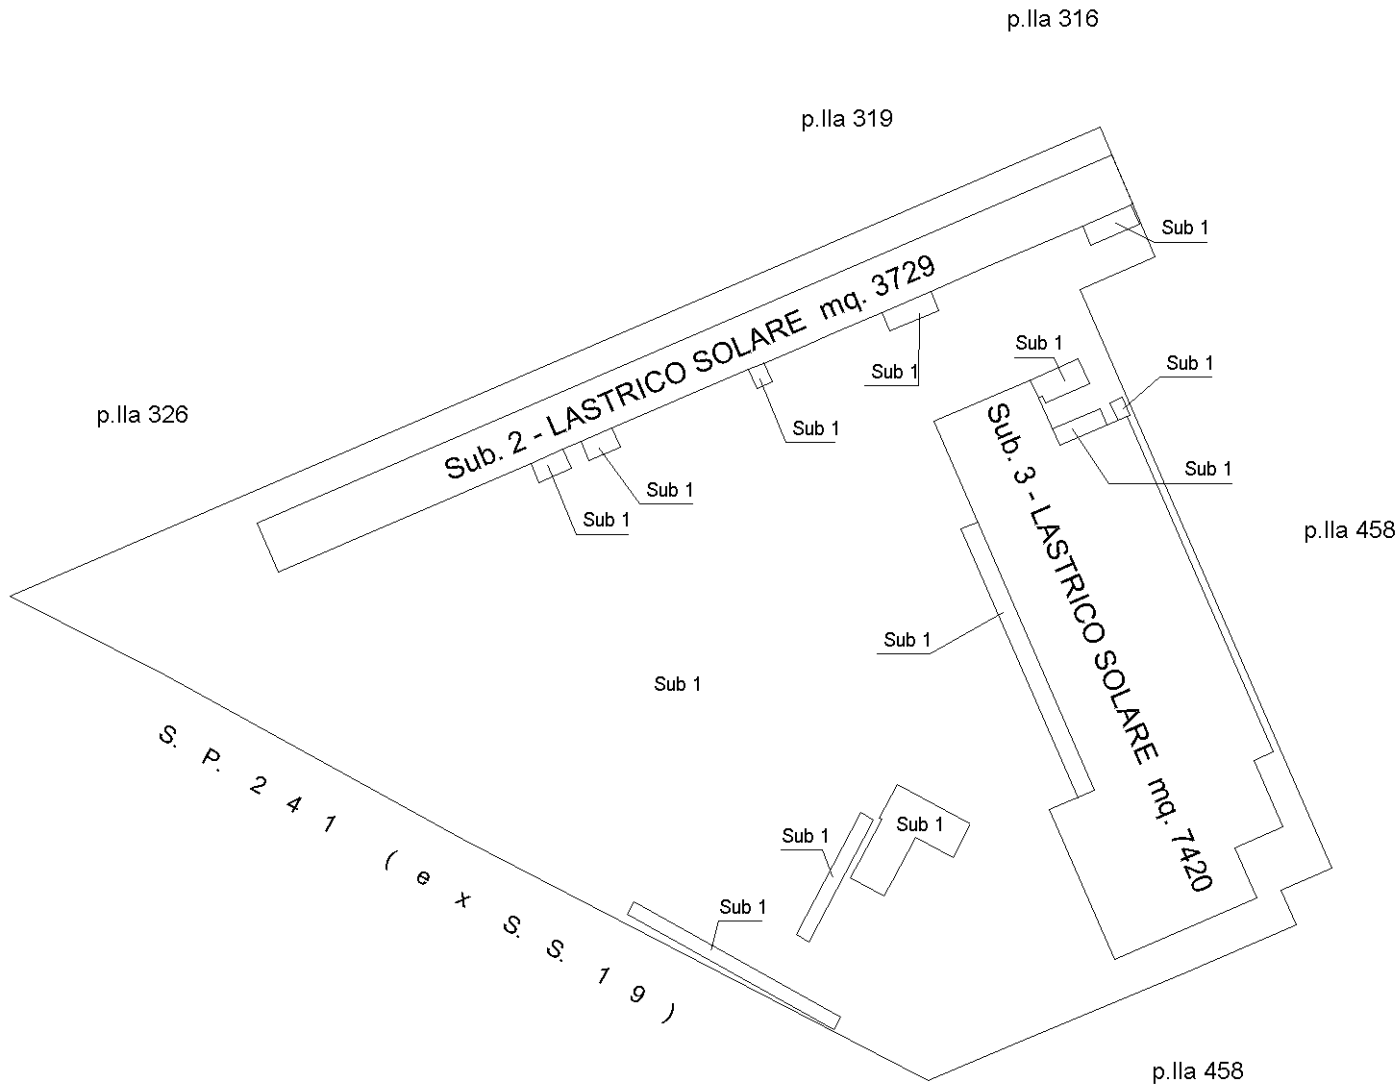 p.lla 316
p.lla 319
Sub 1
Sub. 2 - LASTRICO SOLARE mq. 3729
Sub 1
Sub 1
Sub 1
p.lla 326
Sub 1
Sub. 3 - LASTRICO SOLARE mq. 7420
Sub 1
Sub 1
Sub 1
p.lla 458
Sub 1
Sub 1
S. P. 241 (ex S. S. 19)
Sub 1
Sub 1
Sub 1
p.lla 458